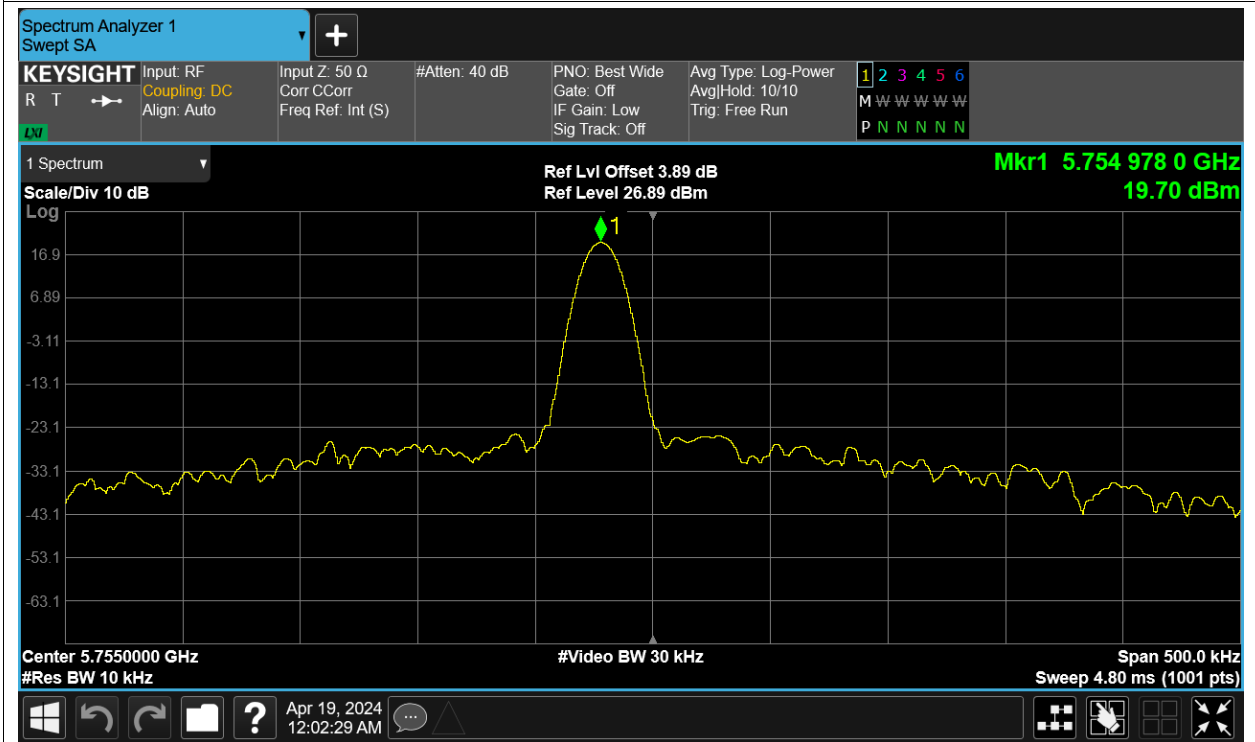 Spectrum Analyzer 1
Swept SA
+
KEYSIGHT
R T
LXI
Input: RF
Coupling: DC
Align: Auto
Input Z: 50 Ω
Corr CCorr
Freq Ref: Int (S)
#Atten: 40 dB
PNO: Best Wide
Gate: Off
IF Gain: Low
Sig Track: Off
Avg Type: Log-Power
Avg|Hold: 10/10
Trig: Free Run
1 2 3 4 5 6
M W W W W W
P N N N N N
1 Spectrum
Scale/Div 10 dB
Log
Ref Lvl Offset 3.89 dB
Ref Level 26.89 dBm
Mkr1 5.754 978 0 GHz
19.70 dBm
1
16.9
6.89
-3.11
-13.1
-23.1
-33.1
-43.1
-53.1
-63.1
Center 5.7550000 GHz
#Res BW 10 kHz
#Video BW 30 kHz
Span 500.0 kHz
Sweep 4.80 ms (1001 pts)
?
Apr 19, 2024
12:02:29 AM